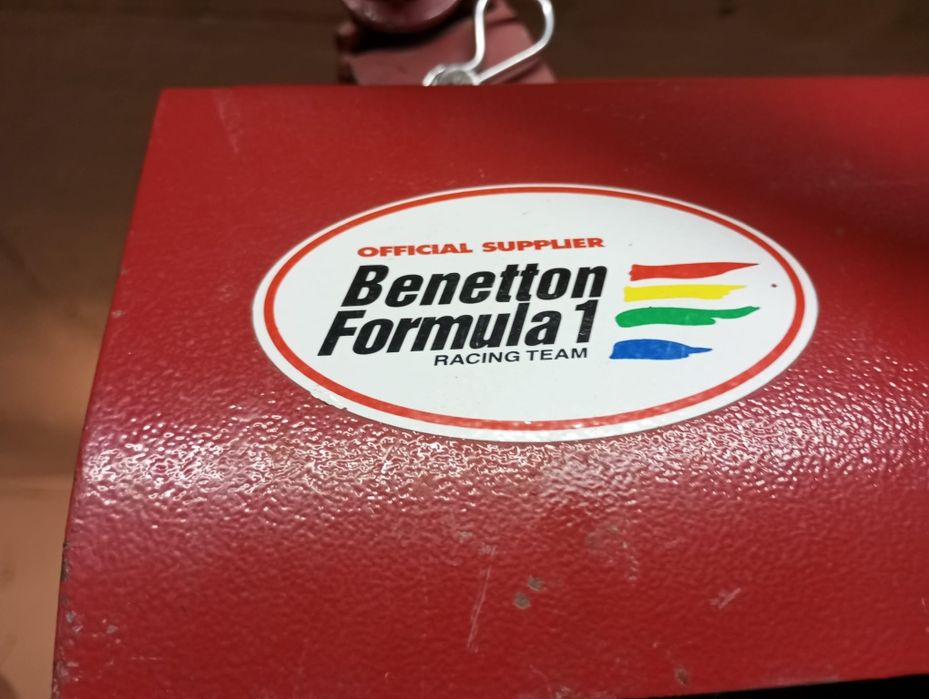 OFFICIAL SUPPLIER
Benetton
Formula 1
RACING TEAM